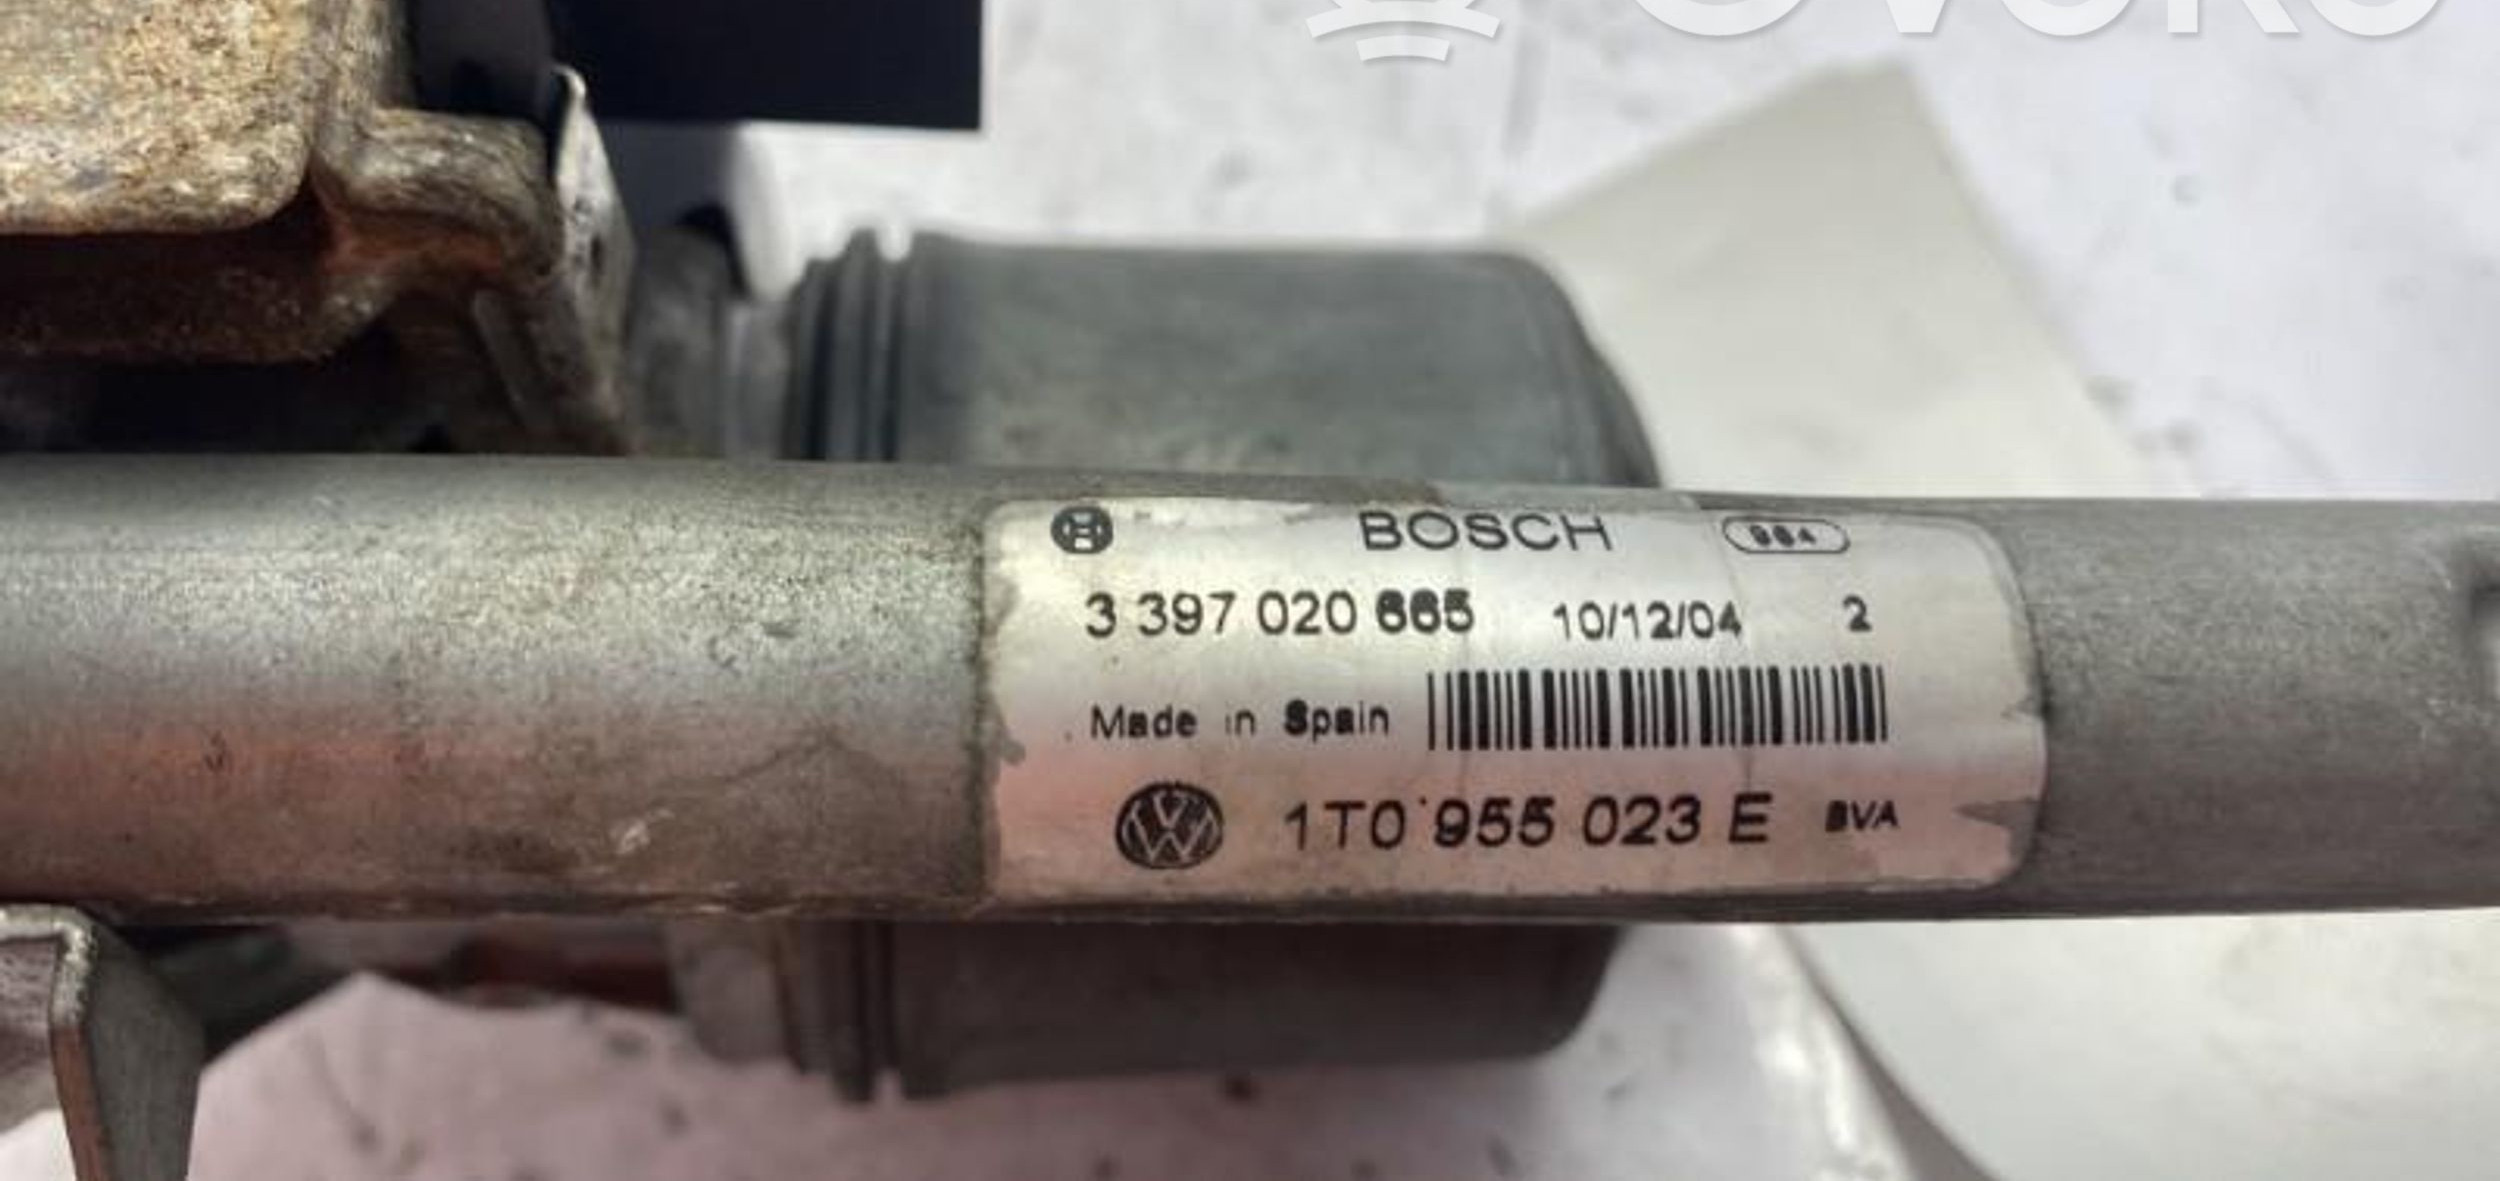 BOSCH
3 397 020 665 10/12/04 2
Made in Spain
1T0 955 023 E BVA